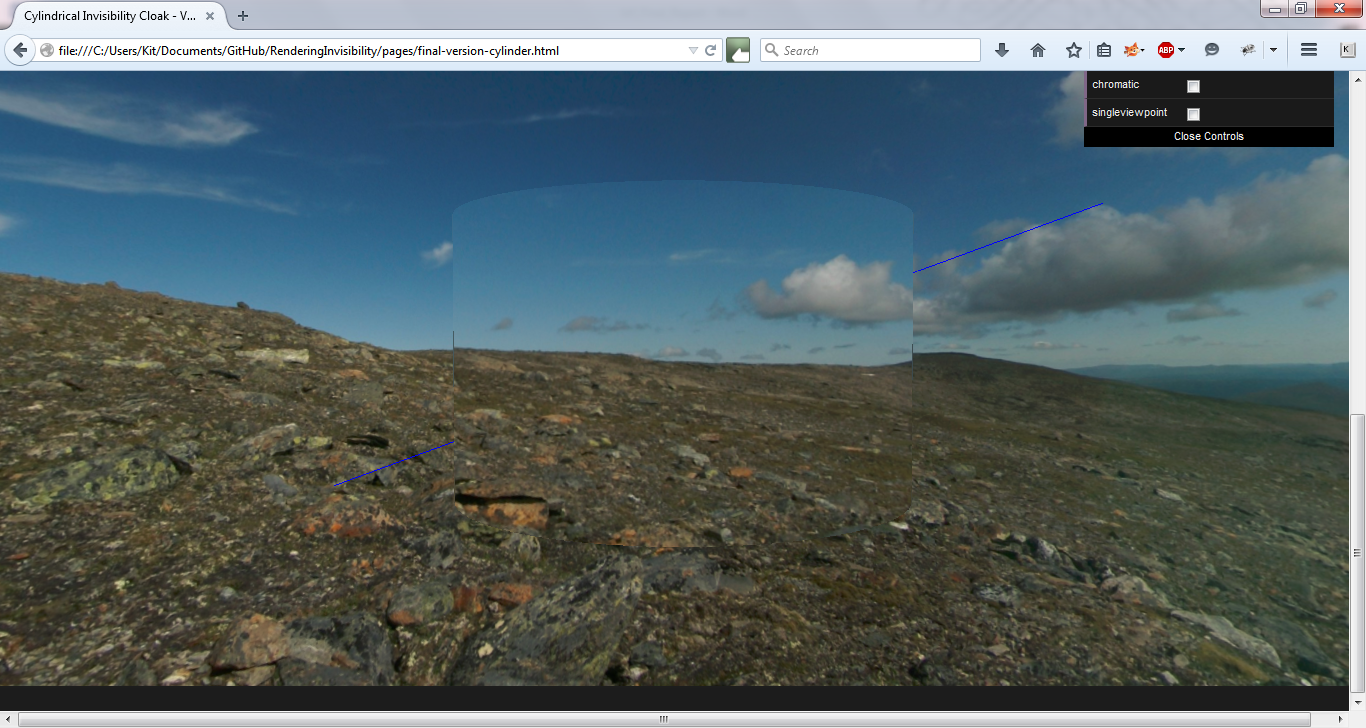 Cylindrical Invisibility Cloak - V...
file:///C:/Users/Kit/Documents/GitHub/RenderingInvisibility/pages/final-version-cylinder.html
Search
ABP
K
chromatic
singleviewpoint
Close Controls